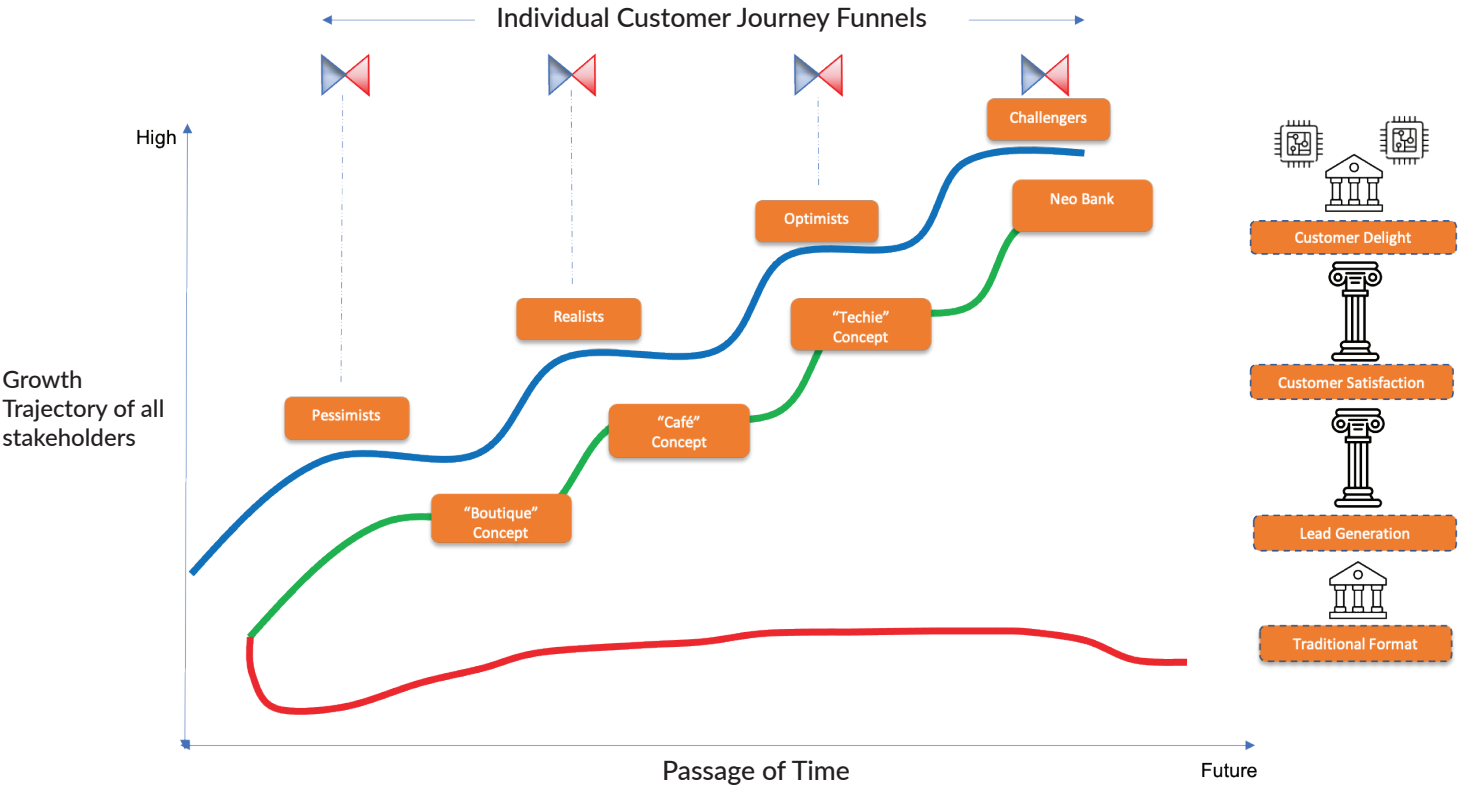 Individual Customer Journey Funnels
High
Challengers
Neo Bank
Optimists
Customer Delight
Realists
"Techie"
Concept
Growth
Trajectory of all
stakeholders
Customer Satisfaction
Pessimists
"Café"
Concept
"Boutique"
Concept
Lead Generation
Traditional Format
Passage of Time
Future